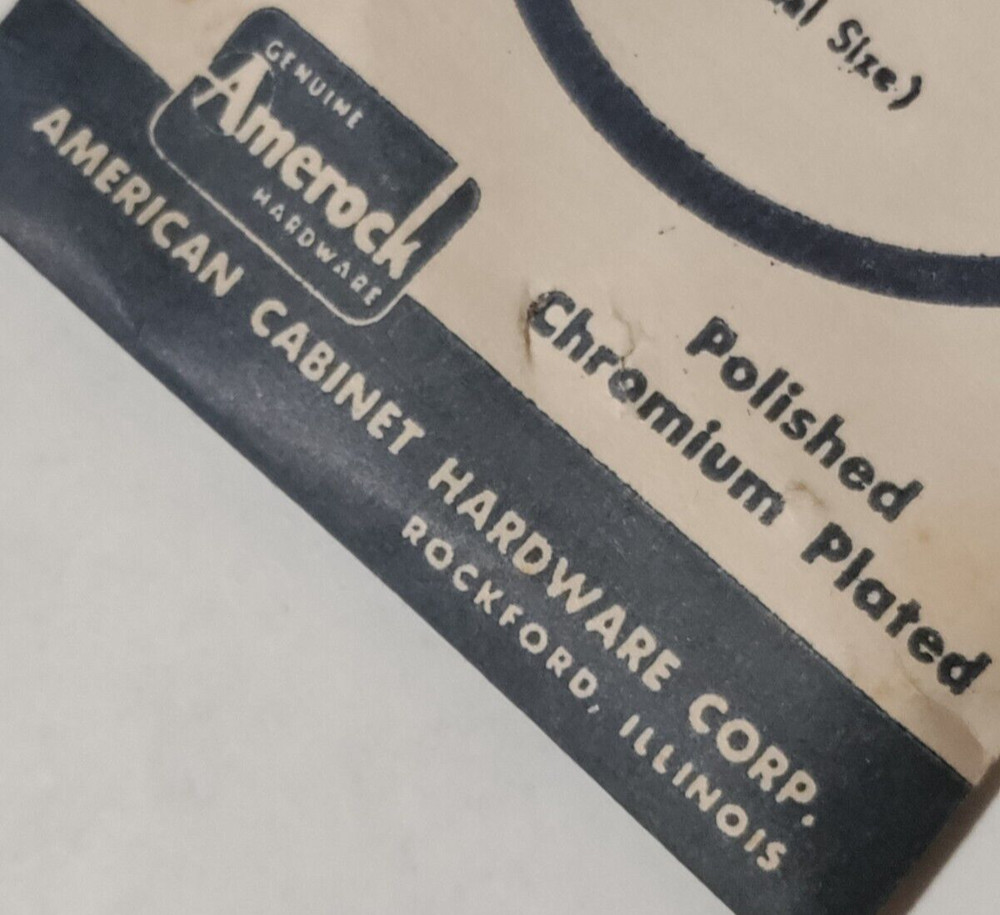 Size)
Polished
Chromium Plated
GENUINE
Amerock
HARDWARE
AMERICAN CABINET HARDWARE CORP.
ROCKFORD, ILLINOIS